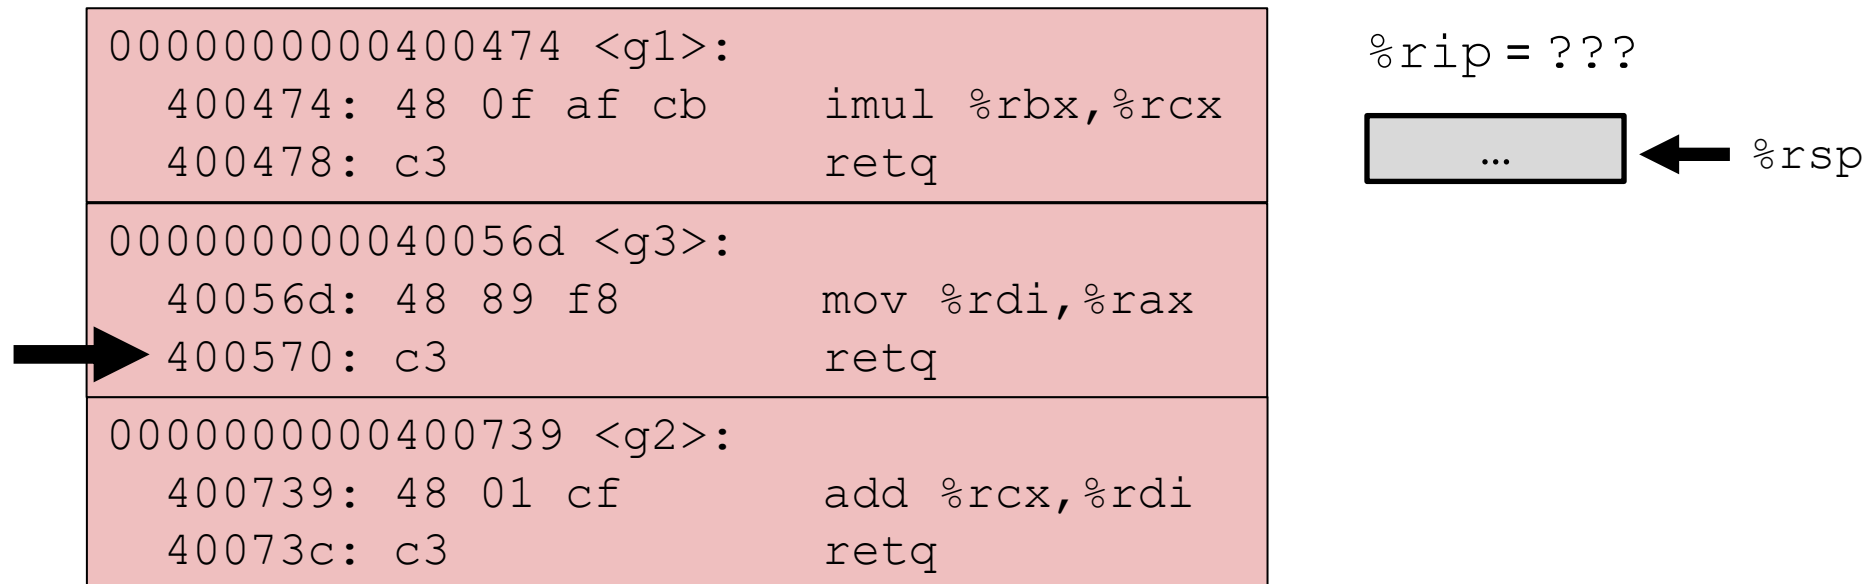 0000000000400474 <g1>:
400474: 48 0f af cb imul %rbx,%rcx
400478: c3 retq
000000000040056d <g3>:
40056d: 48 89 f8 mov %rdi,%rax
400570: c3 retq
0000000000400739 <g2>:
400739: 48 01 cf add %rcx,%rdi
40073c: c3 retq
%rip = ???
...
%rsp